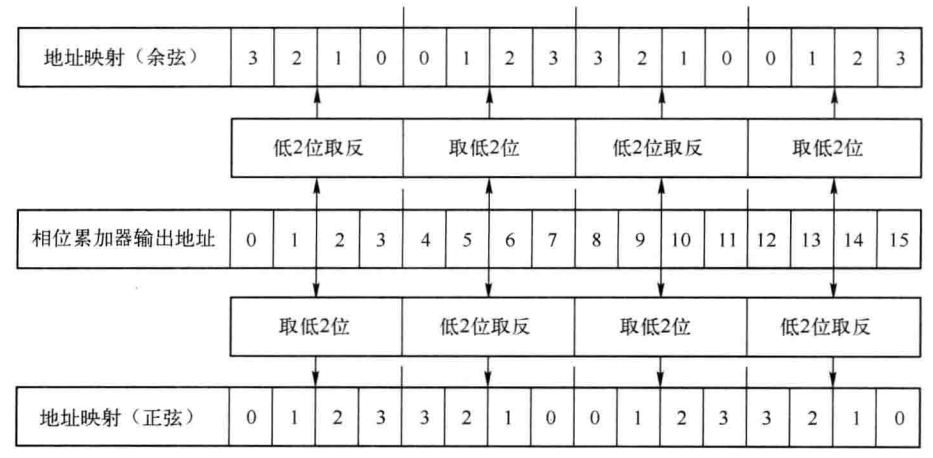 地址映射（余弦） 3 2 1 0 0 1 2 3 3 2 1 0 0 1 2 3
低2位取反 取低2位 低2位取反 取低2位
相位累加器输出地址 0 1 2 3 4 5 6 7 8 9 10 11 12 13 14 15
取低2位 低2位取反 取低2位 低2位取反
地址映射（正弦） 0 1 2 3 3 2 1 0 0 1 2 3 3 2 1 0